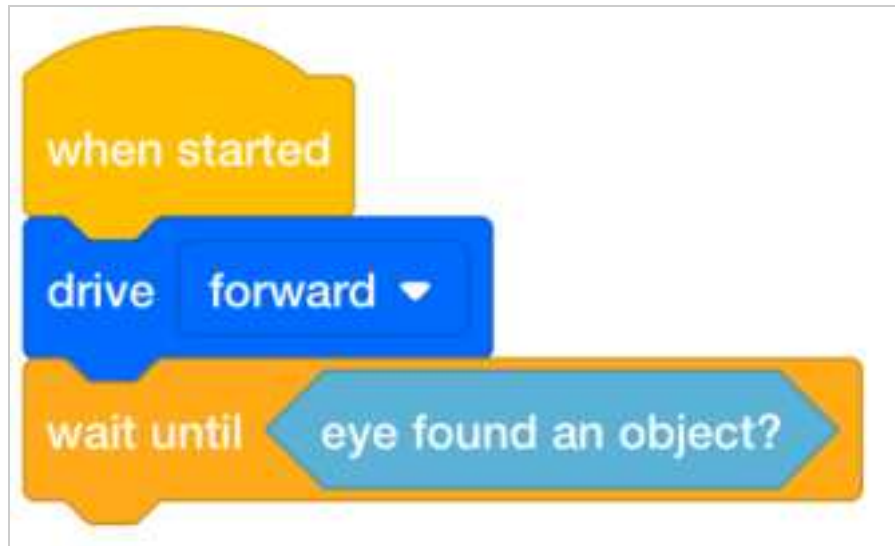 when started
drive forward
wait until eye found an object?